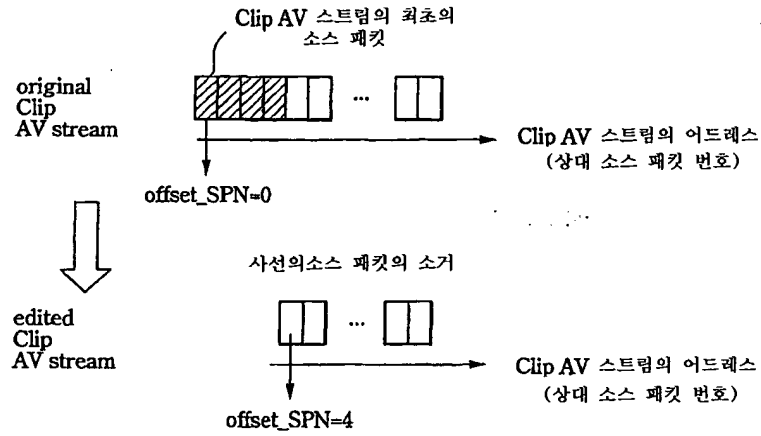 Clip AV 스트림의 최초의
소스 패킷
original
Clip
AV stream
...
Clip AV 스트림의 어드레스
(상대 소스 패킷 번호)
offset_SPN=0
사선의소스 패킷의 소거
edited
Clip
AV stream
...
Clip AV 스트림의 어드레스
(상대 소스 패킷 번호)
offset_SPN=4